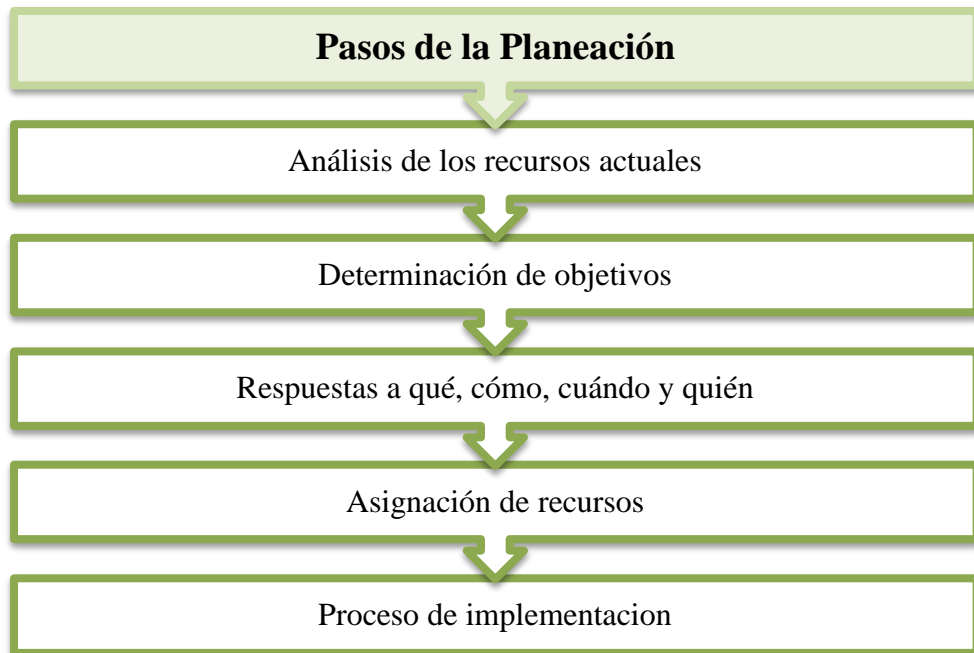 Pasos de la Planeación
Análisis de los recursos actuales
Determinación de objetivos
Respuestas a qué, cómo, cuándo y quién
Asignación de recursos
Proceso de implementacion